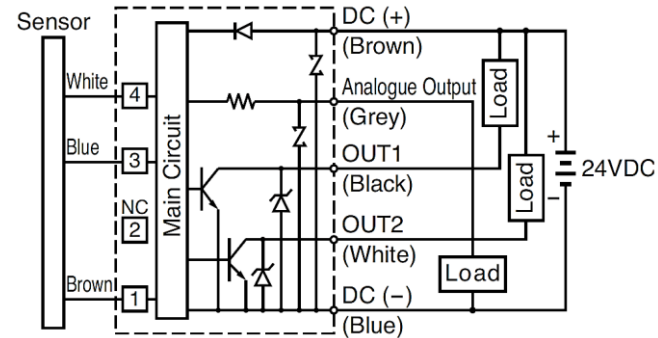 Sensor
White
4
Blue
3
NC
2
Brown
1
Main Circuit
DC (+)
(Brown)
Analogue Output
(Grey)
OUT1
(Black)
OUT2
(White)
DC (−)
(Blue)
Load
Load
Load
+
24VDC
−